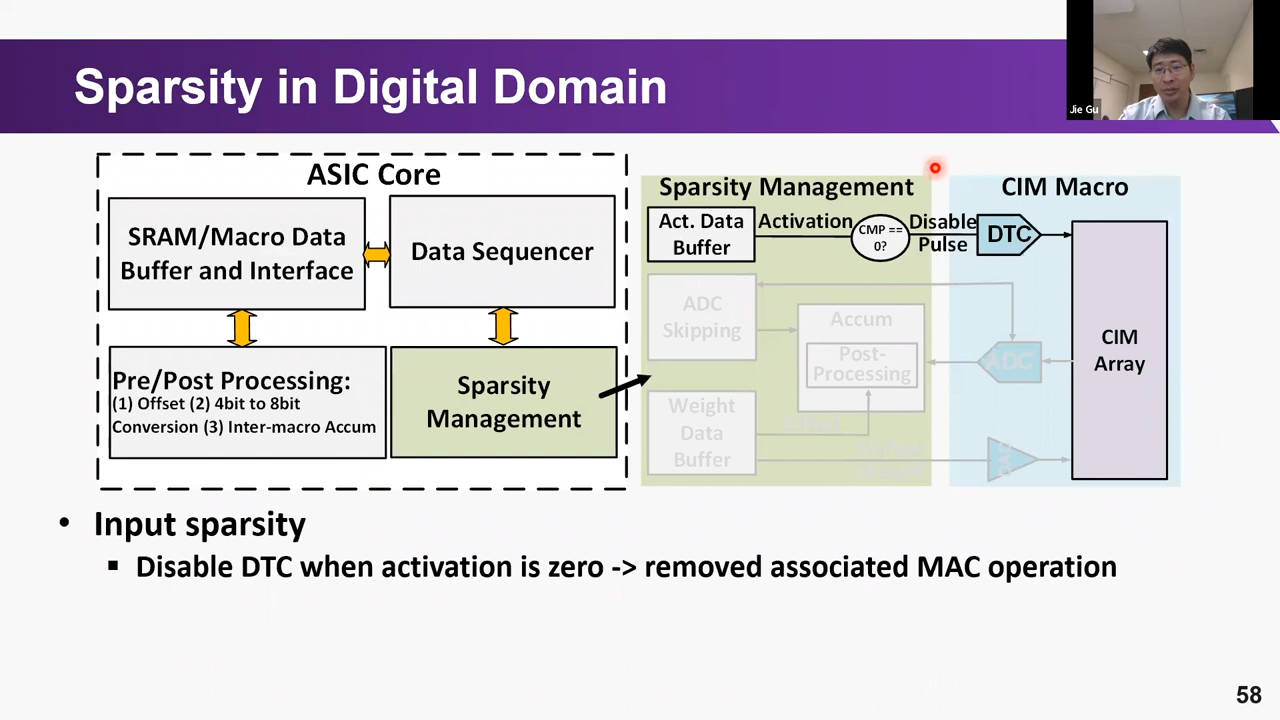 Sparsity in Digital Domain
Jie Gu
ASIC Core
SRAM/Macro Data
Buffer and Interface
Data Sequencer
Pre/Post Processing:
(1) Offset (2) 4bit to 8bit
Conversion (3) Inter-macro Accum
Sparsity
Management
Sparsity Management
CIM Macro
Act. Data
Buffer
Activation
CMP ==
0?
Disable
Pulse
DTC
ADC
Skipping
Accum
Post-
Processing
ADC
CIM
Array
Weight
Data
Buffer
• Input sparsity
▪ Disable DTC when activation is zero -> removed associated MAC operation
58